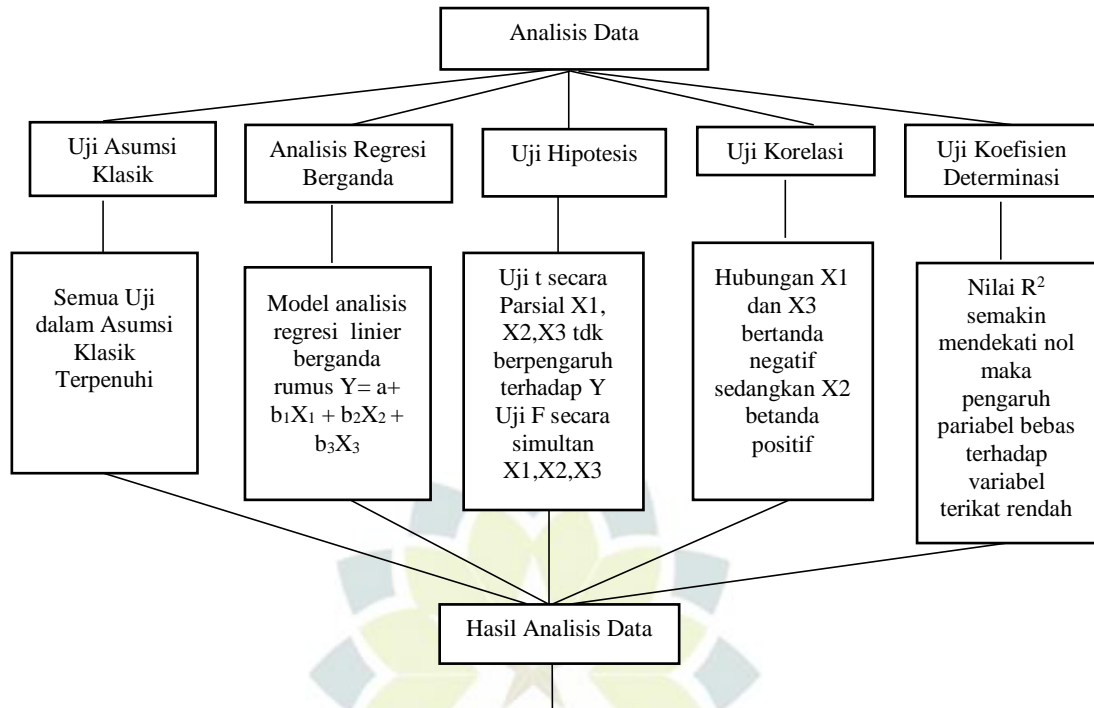 Analisis Data
Uji Asumsi
Klasik
Analisis Regresi
Berganda
Uji Hipotesis
Uji Korelasi
Uji Koefisien
Determinasi
Semua Uji
dalam Asumsi
Klasik
Terpenuhi
Model analisis
regresi linier
berganda
rumus Y= a+
b₁X₁ + b₂X₂ +
b₃X₃
Uji t secara
Parsial X1,
X2,X3 tdk
berpengaruh
terhadap Y
Uji F secara
simultan
X1,X2,X3
Hubungan X1
dan X3
bertanda
negatif
sedangkan X2
betanda
positif
Nilai R²
semakin
mendekati nol
maka
pengaruh
pariabel bebas
terhadap
variabel
terikat rendah
Hasil Analisis Data